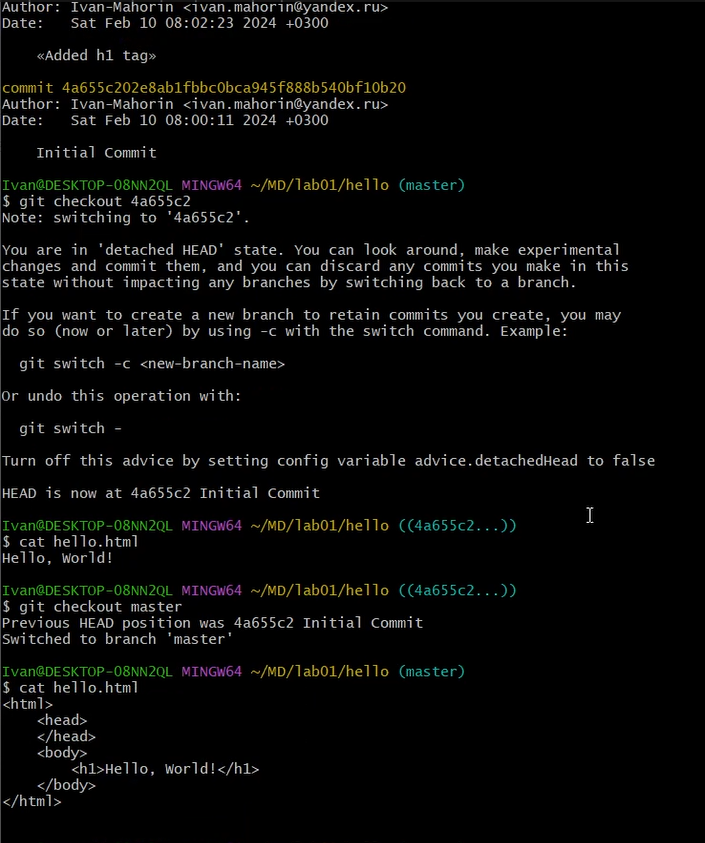 Author: Ivan-Mahorin <ivan.mahorin@yandex.ru>
Date:   Sat Feb 10 08:02:23 2024 +0300
    «Added h1 tag»
commit 4a655c202e8ab1fbbc0bca945f888b540bf10b20
Author: Ivan-Mahorin <ivan.mahorin@yandex.ru>
Date:   Sat Feb 10 08:00:11 2024 +0300
    Initial Commit
Ivan@DESKTOP-O8NN2QL MINGW64 ~/MD/lab01/hello (master)
$ git checkout 4a655c2
Note: switching to '4a655c2'.
You are in 'detached HEAD' state. You can look around, make experimental
changes and commit them, and you can discard any commits you make in this
state without impacting any branches by switching back to a branch.
If you want to create a new branch to retain commits you create, you may
do so (now or later) by using -c with the switch command. Example:
  git switch -c <new-branch-name>
Or undo this operation with:
  git switch -
Turn off this advice by setting config variable advice.detachedHead to false
HEAD is now at 4a655c2 Initial Commit
Ivan@DESKTOP-O8NN2QL MINGW64 ~/MD/lab01/hello ((4a655c2...))
$ cat hello.html
Hello, World!
Ivan@DESKTOP-O8NN2QL MINGW64 ~/MD/lab01/hello ((4a655c2...))
$ git checkout master
Previous HEAD position was 4a655c2 Initial Commit
Switched to branch 'master'
Ivan@DESKTOP-O8NN2QL MINGW64 ~/MD/lab01/hello (master)
$ cat hello.html
<html>
    <head>
    </head>
    <body>
        <h1>Hello, World!</h1>
    </body>
</html>